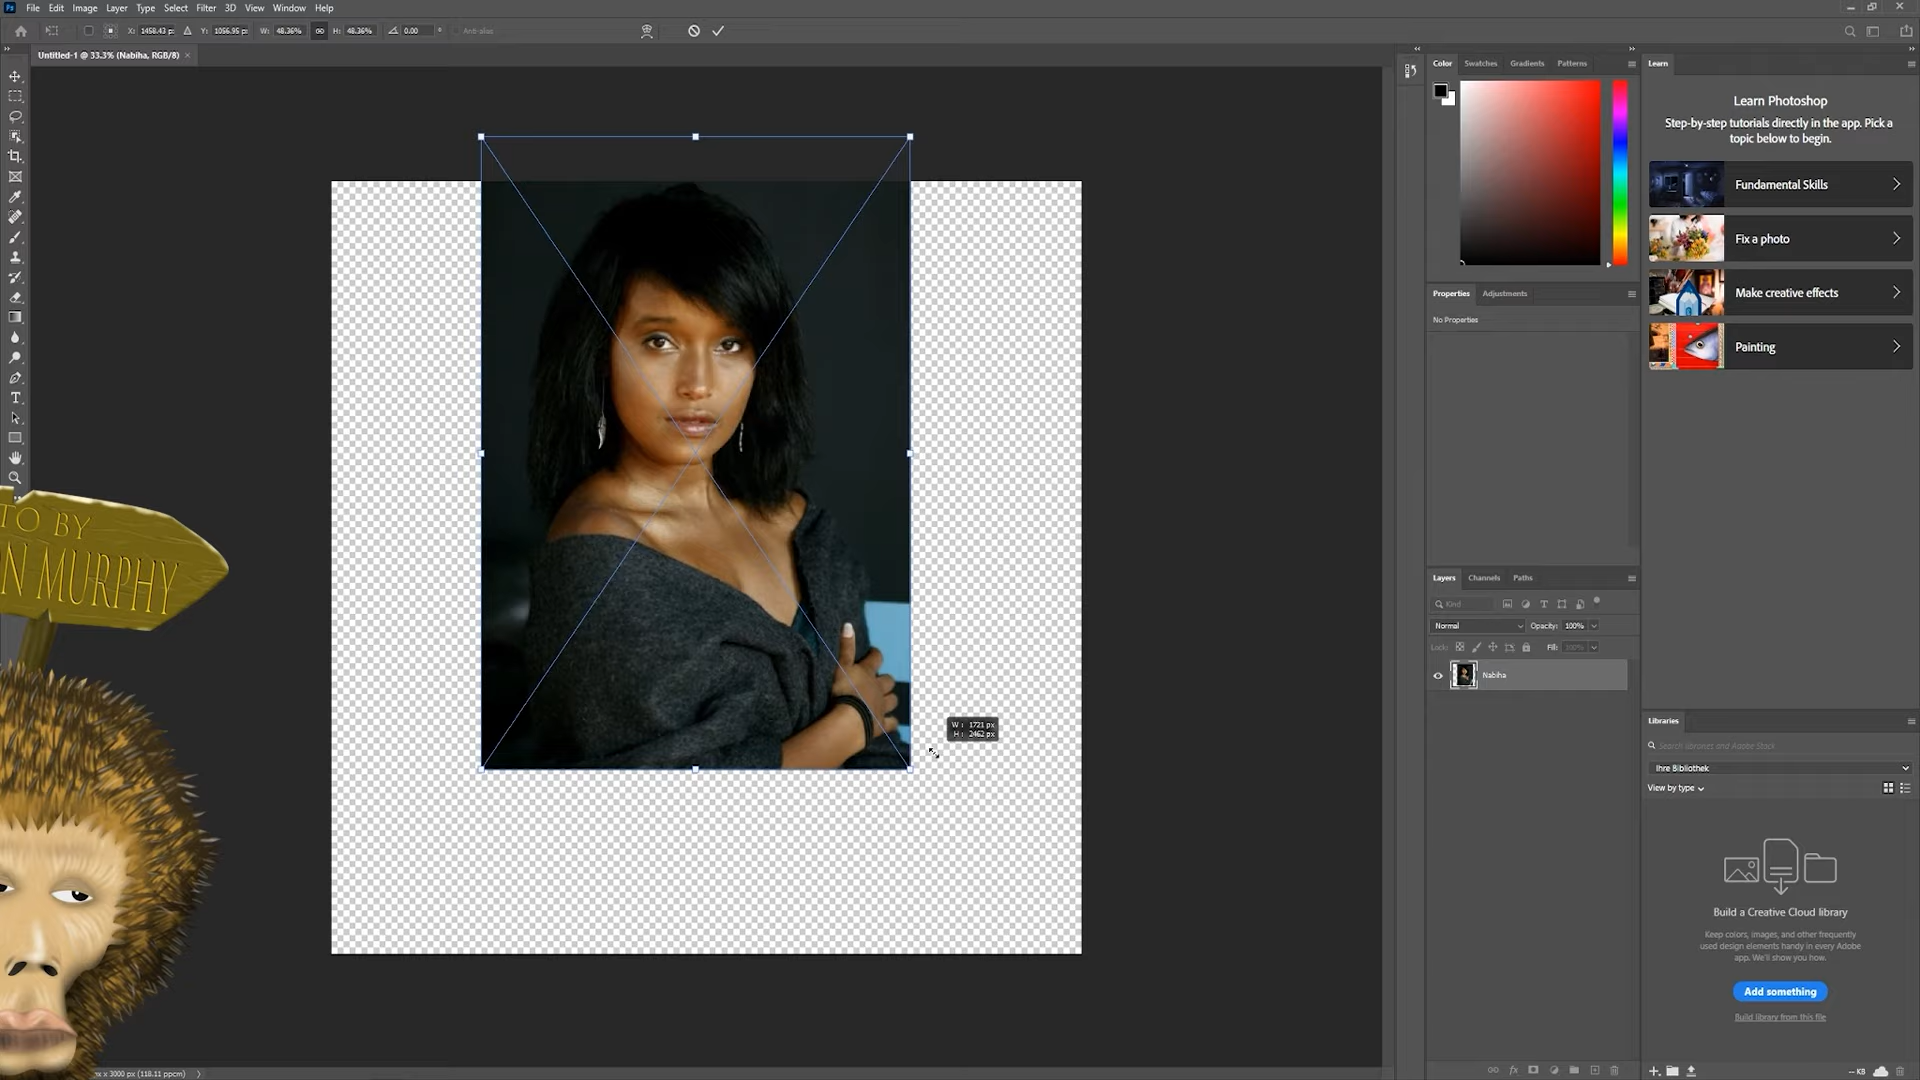 Ps File Edit Image Layer Type Select Filter 3D View Window Help
X: 1458.43 p: Y: 1056.95 p: W: 48.36% H: 48.36% 0.00 ° Anti-alias
Untitled-1 @ 33.3% (Nabiha, RGB/8) ×
Color Swatches Gradients Patterns
Learn
Learn Photoshop
Step-by-step tutorials directly in the app. Pick a
topic below to begin.
Fundamental Skills
Fix a photo
Make creative effects
Painting
Properties Adjustments
No Properties
TO BY
N MURPHY
W : 1721 px
H : 2462 px
Layers Channels Paths
Kind
Normal Opacity: 100%
Lock: Fill: 100%
Nabiha
Libraries
Search libraries and Adobe Stock
Ihre Bibliothek
View by type
Build a Creative Cloud library
Keep colors, images, and other frequently
used design elements handy in every Adobe
app. We'll show you how.
Add something
Build library from this file
px x 3000 px (118.11 ppcm)
-- KB